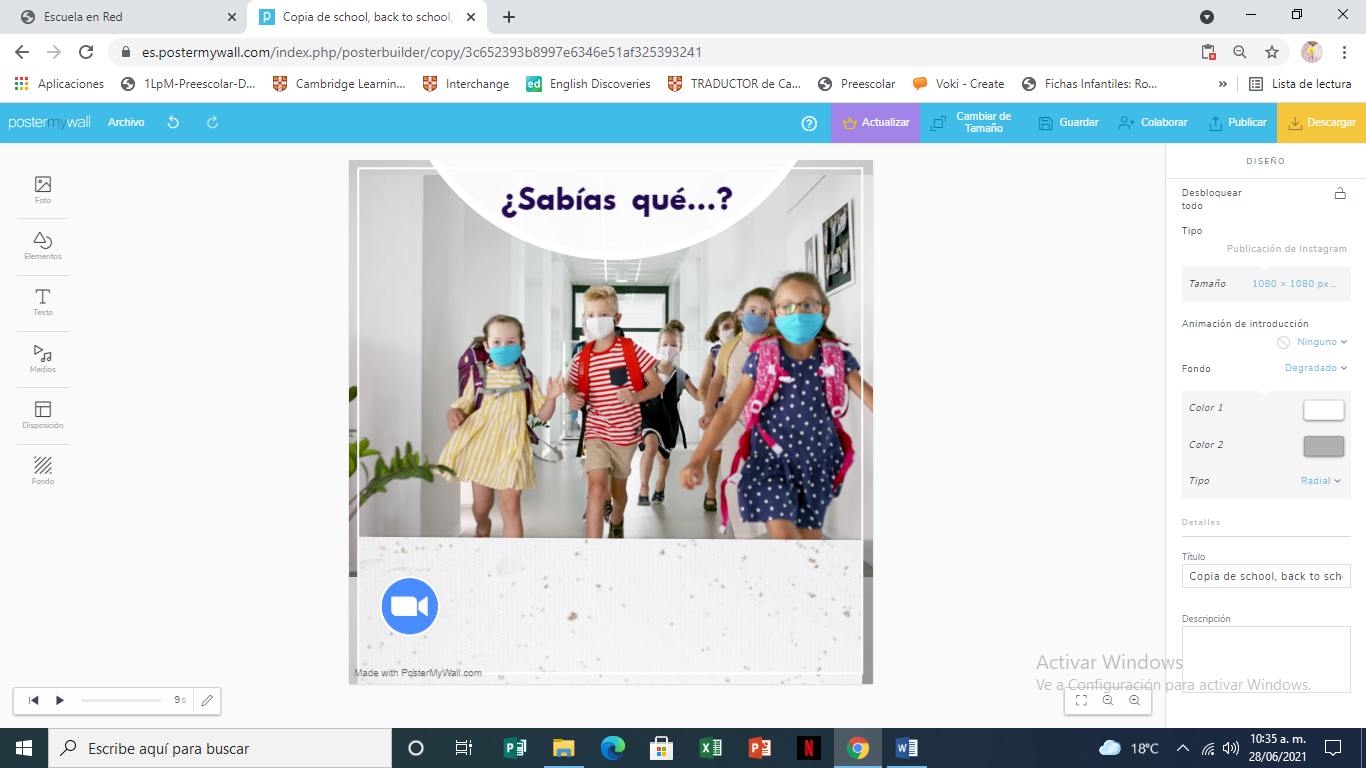 Escuela en Red
Copia de school, back to school,
es.postermywall.com/index.php/posterbuilder/copy/3c652393b8997e6346e51af325393241
Aplicaciones
1LpM-Preescolar-D...
Cambridge Learnin...
Interchange
ed English Discoveries
TRADUCTOR de Ca...
Preescolar
Voki - Create
Fichas Infantiles: Ro...
»
Lista de lectura
postermywall
Archivo
Actualizar
Cambiar de
Tamaño
Guardar
Colaborar
Publicar
Descargar
Foto
Elementos
Texto
Medios
Disposición
Fondo
¿Sabías qué...?
Made with PosterMyWall.com
9 s
DISEÑO
Desbloquear
todo
Tipo
Publicación de Instagram
Tamaño 1080 × 1080 px...
Animación de introducción
Ninguno
Fondo Degradado
Color 1
Color 2
Tipo Radial
Detalles
Título
Copia de school, back to sch
Descripción
Activar Windows
Ve a Configuración para activar Windows.
Escribe aquí para buscar
18°C
10:35 a. m.
28/06/2021